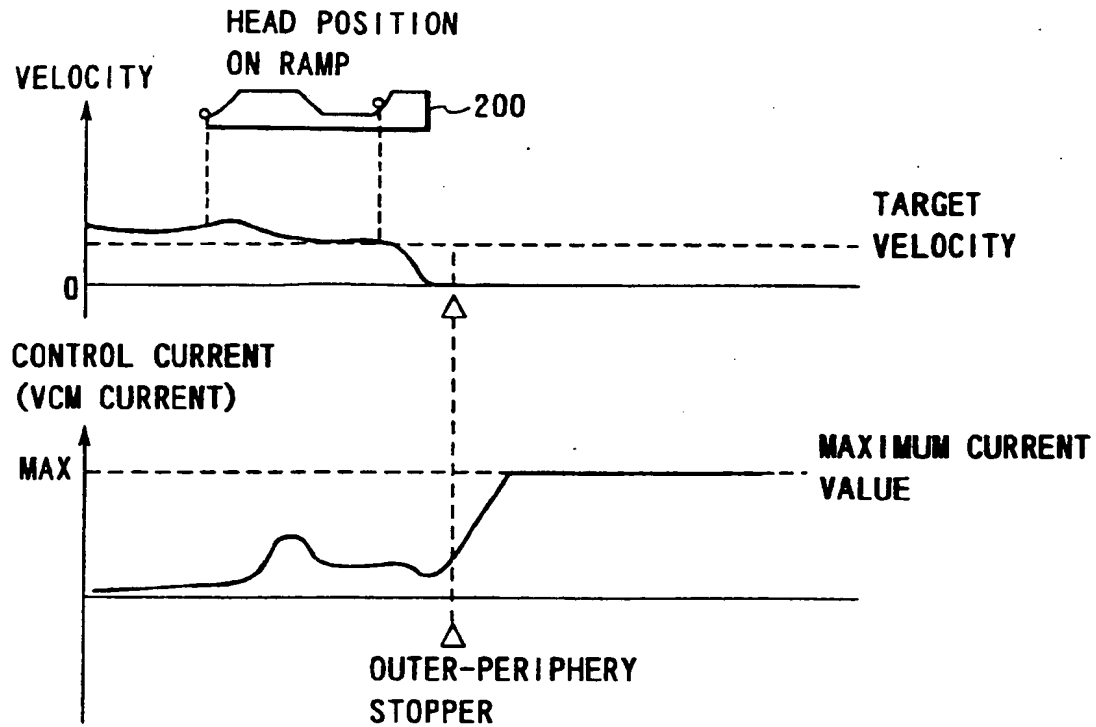 HEAD POSITION
ON RAMP
VELOCITY
200
TARGET
VELOCITY
0
CONTROL CURRENT
(VCM CURRENT)
MAX
MAXIMUM CURRENT
VALUE
OUTER-PERIPHERY
STOPPER